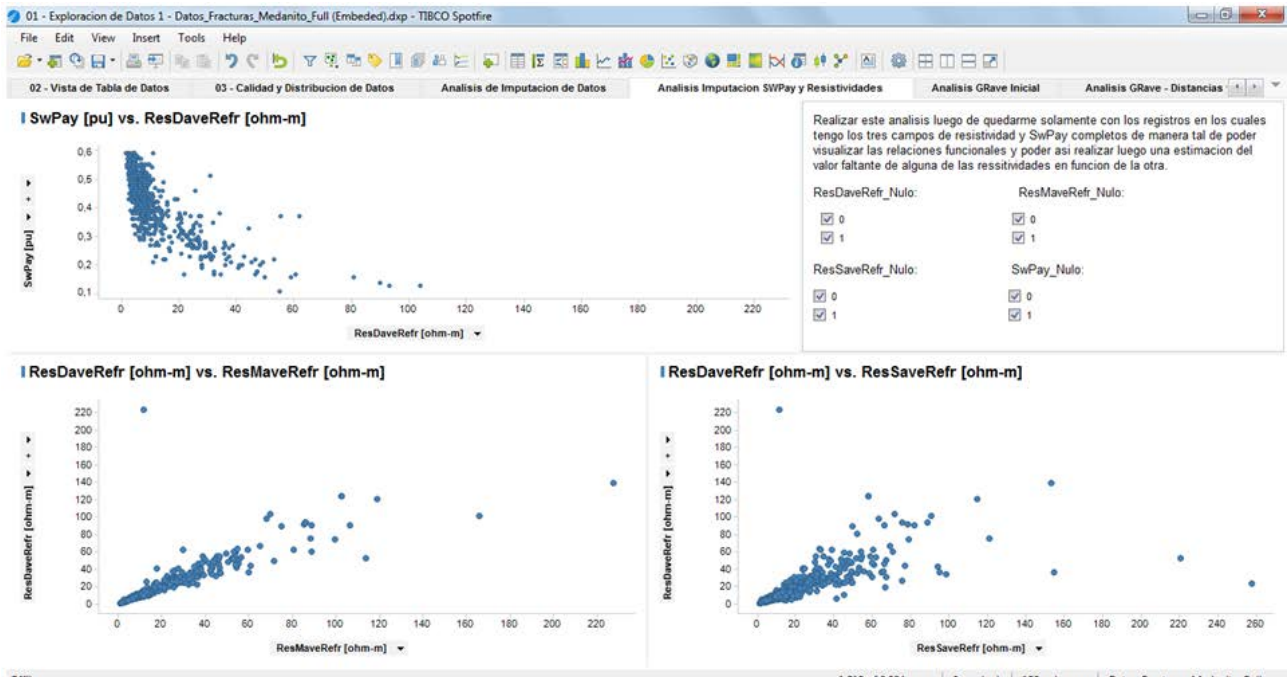 01 - Exploracion de Datos 1 - Datos_Fracturas_Medanito_Full (Embeded).dxp - TIBCO Spotfire
File Edit View Insert Tools Help
02 - Vista de Tabla de Datos 03 - Calidad y Distribucion de Datos Analisis de Imputacion de Datos Analisis Imputacion SWPay y Resistividades Analisis GRave Inicial Analisis GRave - Distancias
SwPay [pu] vs. ResDaveRefr [ohm-m]
0,6
0,5
0,4
0,3
0,2
0,1
SwPay [pu]
0 20 40 60 80 100 120 140 160 180 200 220
ResDaveRefr [ohm-m]
Realizar este analisis luego de quedarme solamente con los registros en los cuales
tengo los tres campos de resistividad y SwPay completos de manera tal de poder
visualizar las relaciones funcionales y poder asi realizar luego una estimacion del
valor faltante de alguna de las ressitividades en funcion de la otra.
ResDaveRefr_Nulo: ResMaveRefr_Nulo:
0 0
1 1
ResSaveRefr_Nulo: SwPay_Nulo:
0 0
1 1
ResDaveRefr [ohm-m] vs. ResMaveRefr [ohm-m]
220
200
180
160
140
120
100
80
60
40
20
0
ResDaveRefr [ohm-m]
0 20 40 60 80 100 120 140 160 180 200 220
ResMaveRefr [ohm-m]
ResDaveRefr [ohm-m] vs. ResSaveRefr [ohm-m]
220
200
180
160
140
120
100
80
60
40
20
0
ResDaveRefr [ohm-m]
0 20 40 60 80 100 120 140 160 180 200 220 240 260
ResSaveRefr [ohm-m]